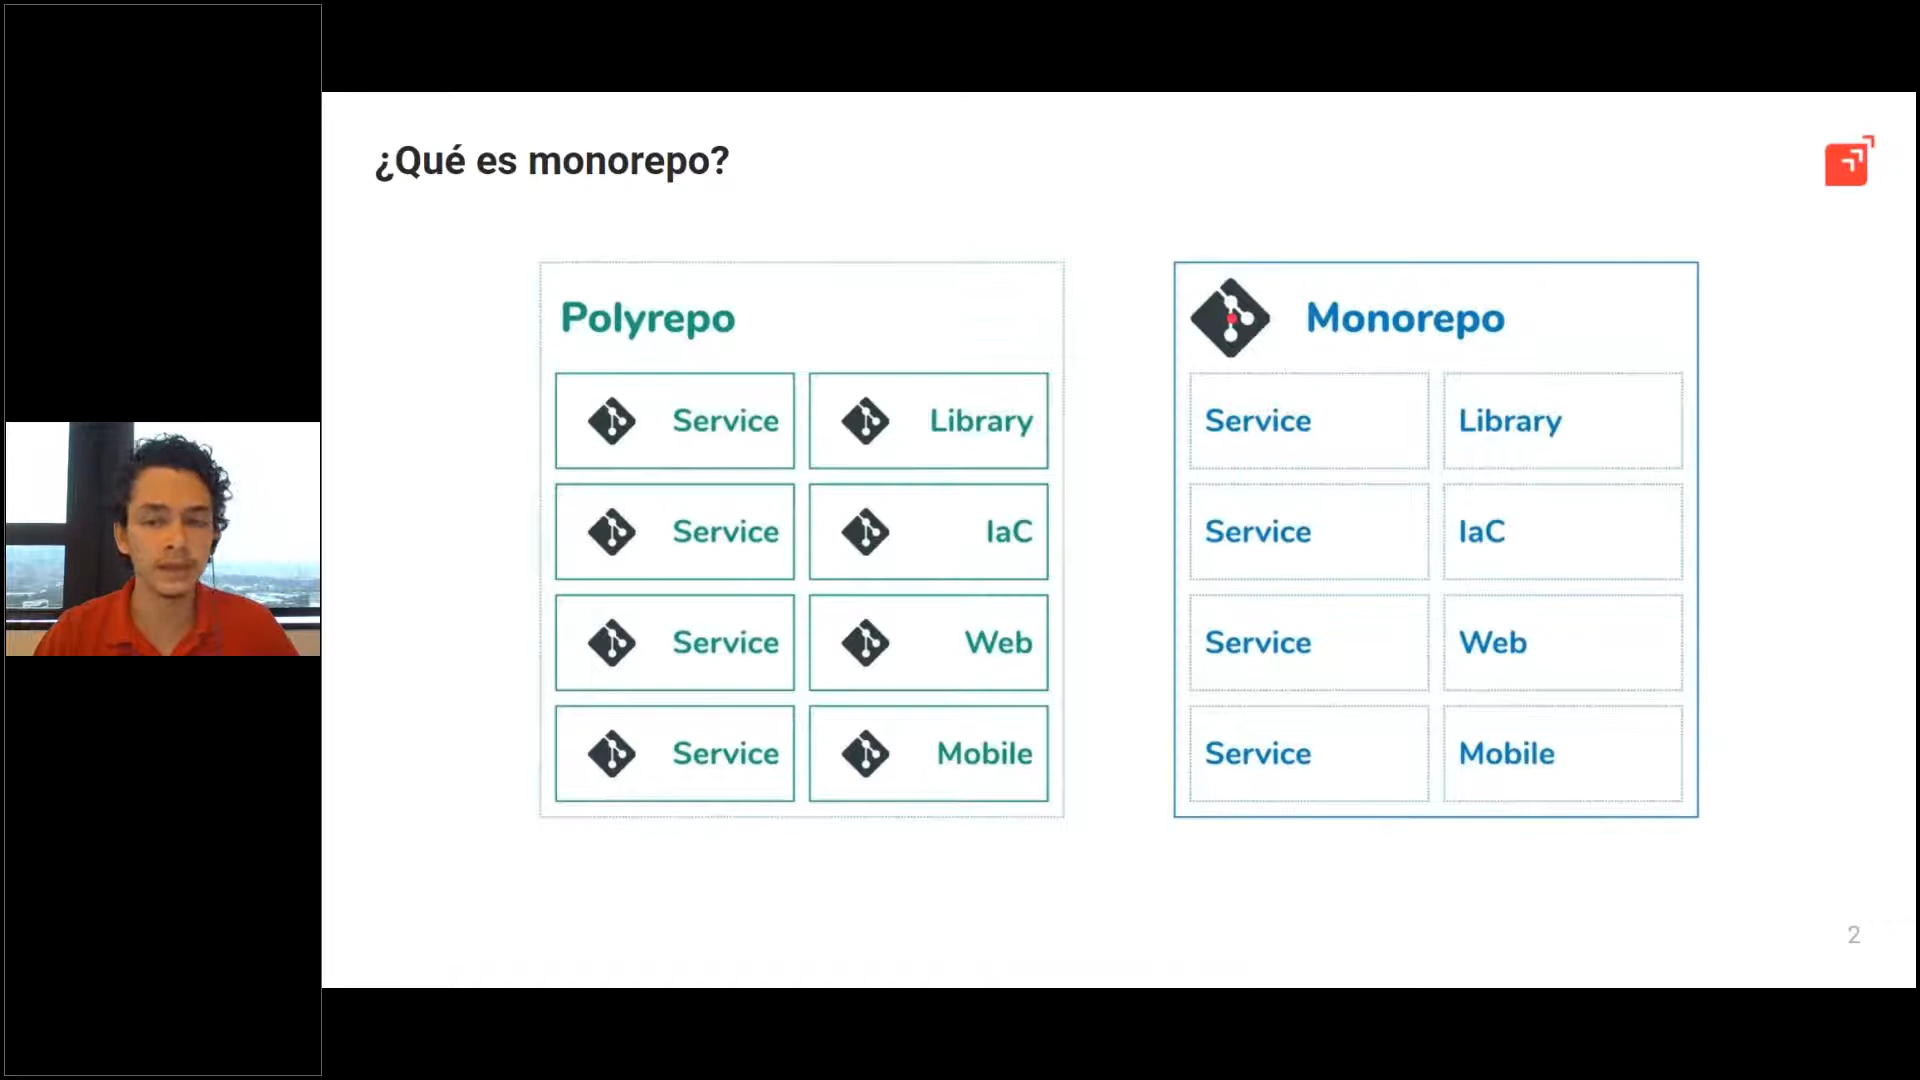 ¿Qué es monorepo?
Polyrepo
Service
Library
Service
IaC
Service
Web
Service
Mobile
Monorepo
Service
Library
Service
IaC
Service
Web
Service
Mobile
2